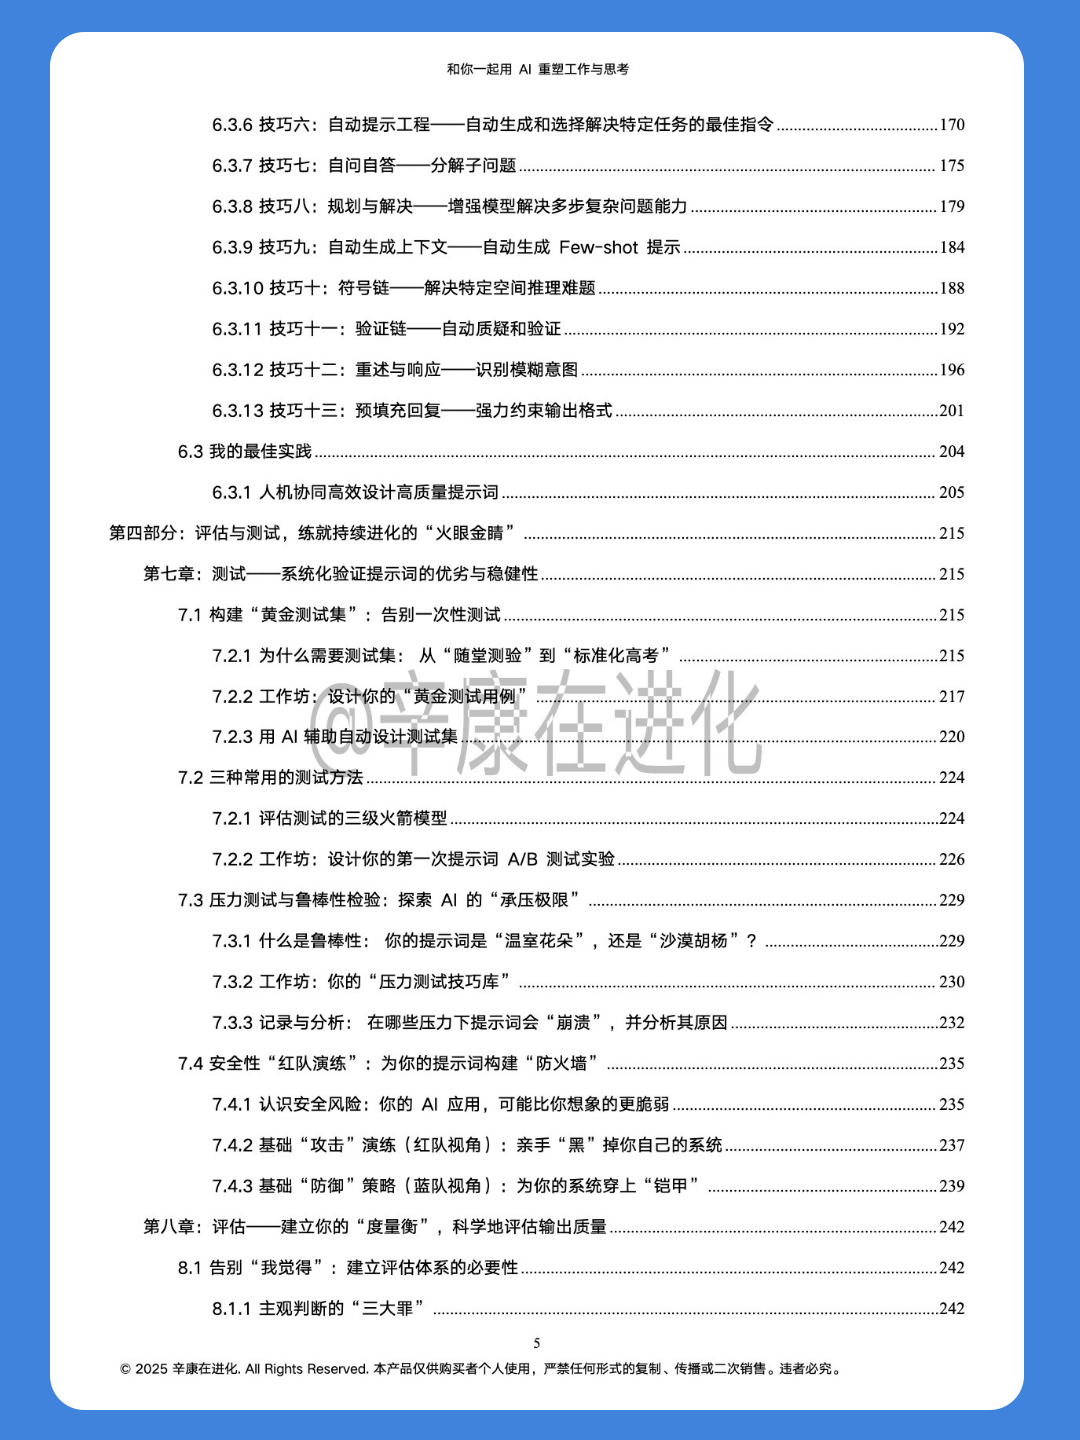 和你一起用 AI 重塑工作与思考
6.3.6 技巧六：自动提示工程——自动生成和选择解决特定任务的最佳指令 170
6.3.7 技巧七：自问自答——分解子问题 175
6.3.8 技巧八：规划与解决——增强模型解决多步复杂问题能力 179
6.3.9 技巧九：自动生成上下文——自动生成 Few-shot 提示 184
6.3.10 技巧十：符号链——解决特定空间推理难题 188
6.3.11 技巧十一：验证链——自动质疑和验证 192
6.3.12 技巧十二：重述与响应——识别模糊意图 196
6.3.13 技巧十三：预填充回复——强力约束输出格式 201
6.3 我的最佳实践 204
6.3.1 人机协同高效设计高质量提示词 205
第四部分：评估与测试，练就持续进化的“火眼金睛” 215
第七章：测试——系统化验证提示词的优劣与稳健性 215
7.1 构建“黄金测试集”：告别一次性测试 215
7.2.1 为什么需要测试集： 从“随堂测验”到“标准化高考” 215
7.2.2 工作坊：设计你的“黄金测试用例” 217
@辛康在进化
7.2.3 用 AI 辅助自动设计测试集 220
7.2 三种常用的测试方法 224
7.2.1 评估测试的三级火箭模型 224
7.2.2 工作坊：设计你的第一次提示词 A/B 测试实验 226
7.3 压力测试与鲁棒性检验：探索 AI 的“承压极限” 229
7.3.1 什么是鲁棒性： 你的提示词是“温室花朵”，还是“沙漠胡杨”？ 229
7.3.2 工作坊：你的“压力测试技巧库” 230
7.3.3 记录与分析： 在哪些压力下提示词会“崩溃”，并分析其原因 232
7.4 安全性“红队演练”：为你的提示词构建“防火墙” 235
7.4.1 认识安全风险：你的 AI 应用，可能比你想象的更脆弱 235
7.4.2 基础“攻击”演练（红队视角）：亲手“黑”掉你自己的系统 237
7.4.3 基础“防御”策略（蓝队视角）：为你的系统穿上“铠甲” 239
第八章：评估——建立你的“度量衡”，科学地评估输出质量 242
8.1 告别“我觉得”：建立评估体系的必要性 242
8.1.1 主观判断的“三大罪” 242
5
© 2025 辛康在进化. All Rights Reserved. 本产品仅供购买者个人使用，严禁任何形式的复制、传播或二次销售。违者必究。